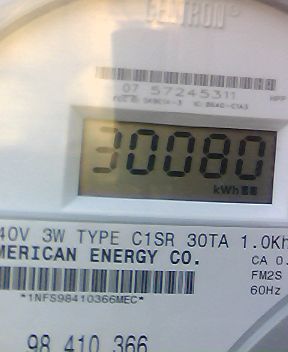 CENTRON®
07 57245311
30080
kWh
40V 3W TYPE C1SR 30TA 1.0Kh
MERICAN ENERGY CO.
CA 0.
FM2S
*1NFS98410366MEC*
60Hz
98 410 366